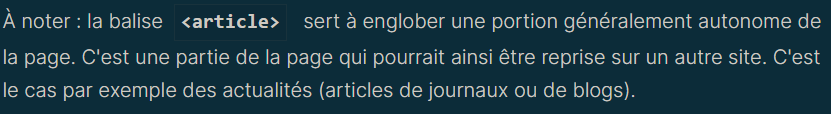 À noter : la balise <article> sert à englober une portion généralement autonome de
la page. C'est une partie de la page qui pourrait ainsi être reprise sur un autre site. C'est
le cas par exemple des actualités (articles de journaux ou de blogs).